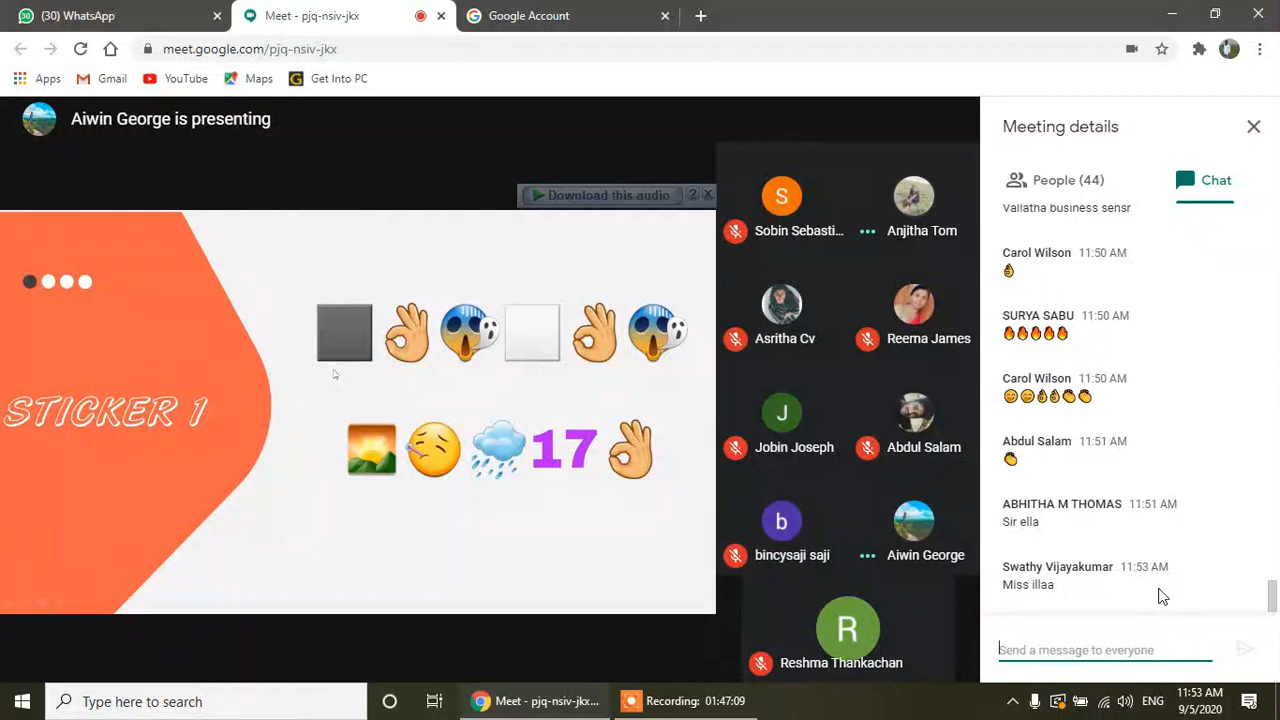 (30) WhatsApp
Meet - pjq-nsiv-jkx
Google Account
meet.google.com/pjq-nsiv-jkx
Apps
Gmail
YouTube
Maps
Get Into PC
Aiwin George is presenting
Download this audio
?
STICKER 1
17
S
Sobin Sebasti...
Anjitha Tom
Asritha Cv
Reema James
J
Jobin Joseph
Abdul Salam
b
bincysaji saji
Aiwin George
R
Reshma Thankachan
Meeting details
People (44)
Chat
Vallatha business sensr
Carol Wilson 11:50 AM
SURYA SABU 11:50 AM
Carol Wilson 11:50 AM
Abdul Salam 11:51 AM
ABHITHA M THOMAS 11:51 AM
Sir ella
Swathy Vijayakumar 11:53 AM
Miss illaa
Send a message to everyone
Type here to search
Meet - pjq-nsiv-jkx...
Recording: 01:47:09
ENG
11:53 AM
9/5/2020